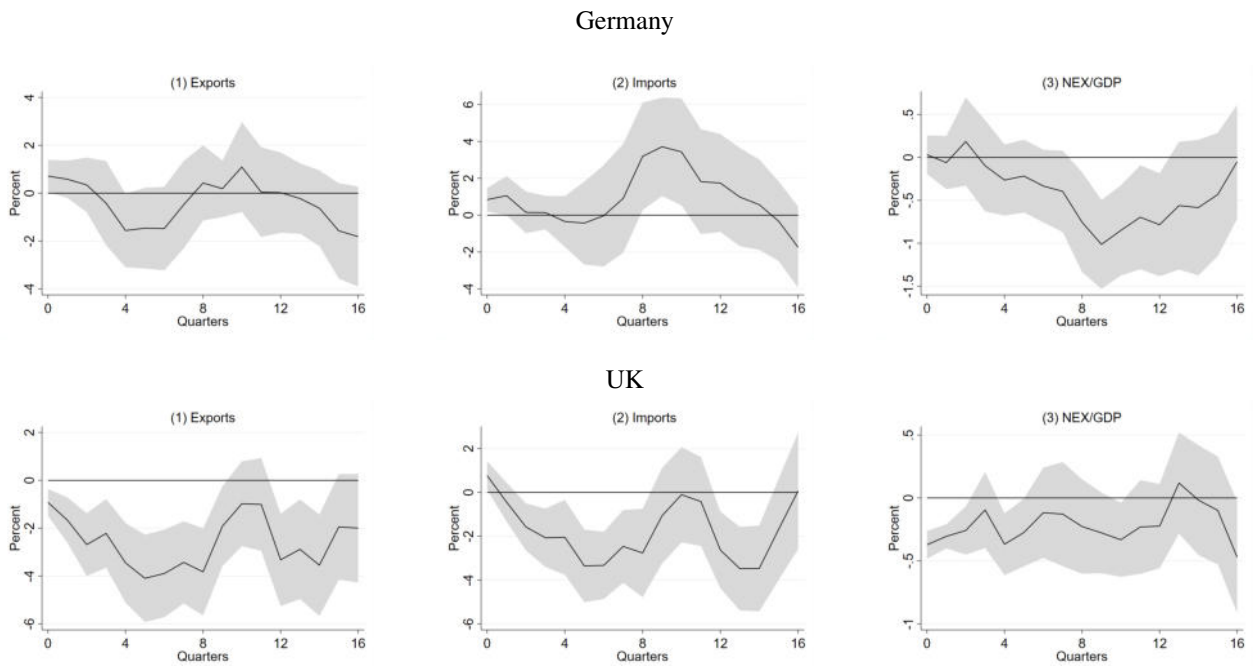 Germany
(1) Exports
(2) Imports
(3) NEX/GDP
Percent
4
2
0
-2
-4
0 4 8 12 16
Quarters
Percent
6
4
2
0
-2
-4
0 4 8 12 16
Quarters
Percent
.5
0
-.5
-1
-1.5
0 4 8 12 16
Quarters
UK
(1) Exports
(2) Imports
(3) NEX/GDP
Percent
2
0
-2
-4
-6
0 4 8 12 16
Quarters
Percent
2
0
-2
-4
-6
0 4 8 12 16
Quarters
Percent
.5
0
-.5
-1
0 4 8 12 16
Quarters